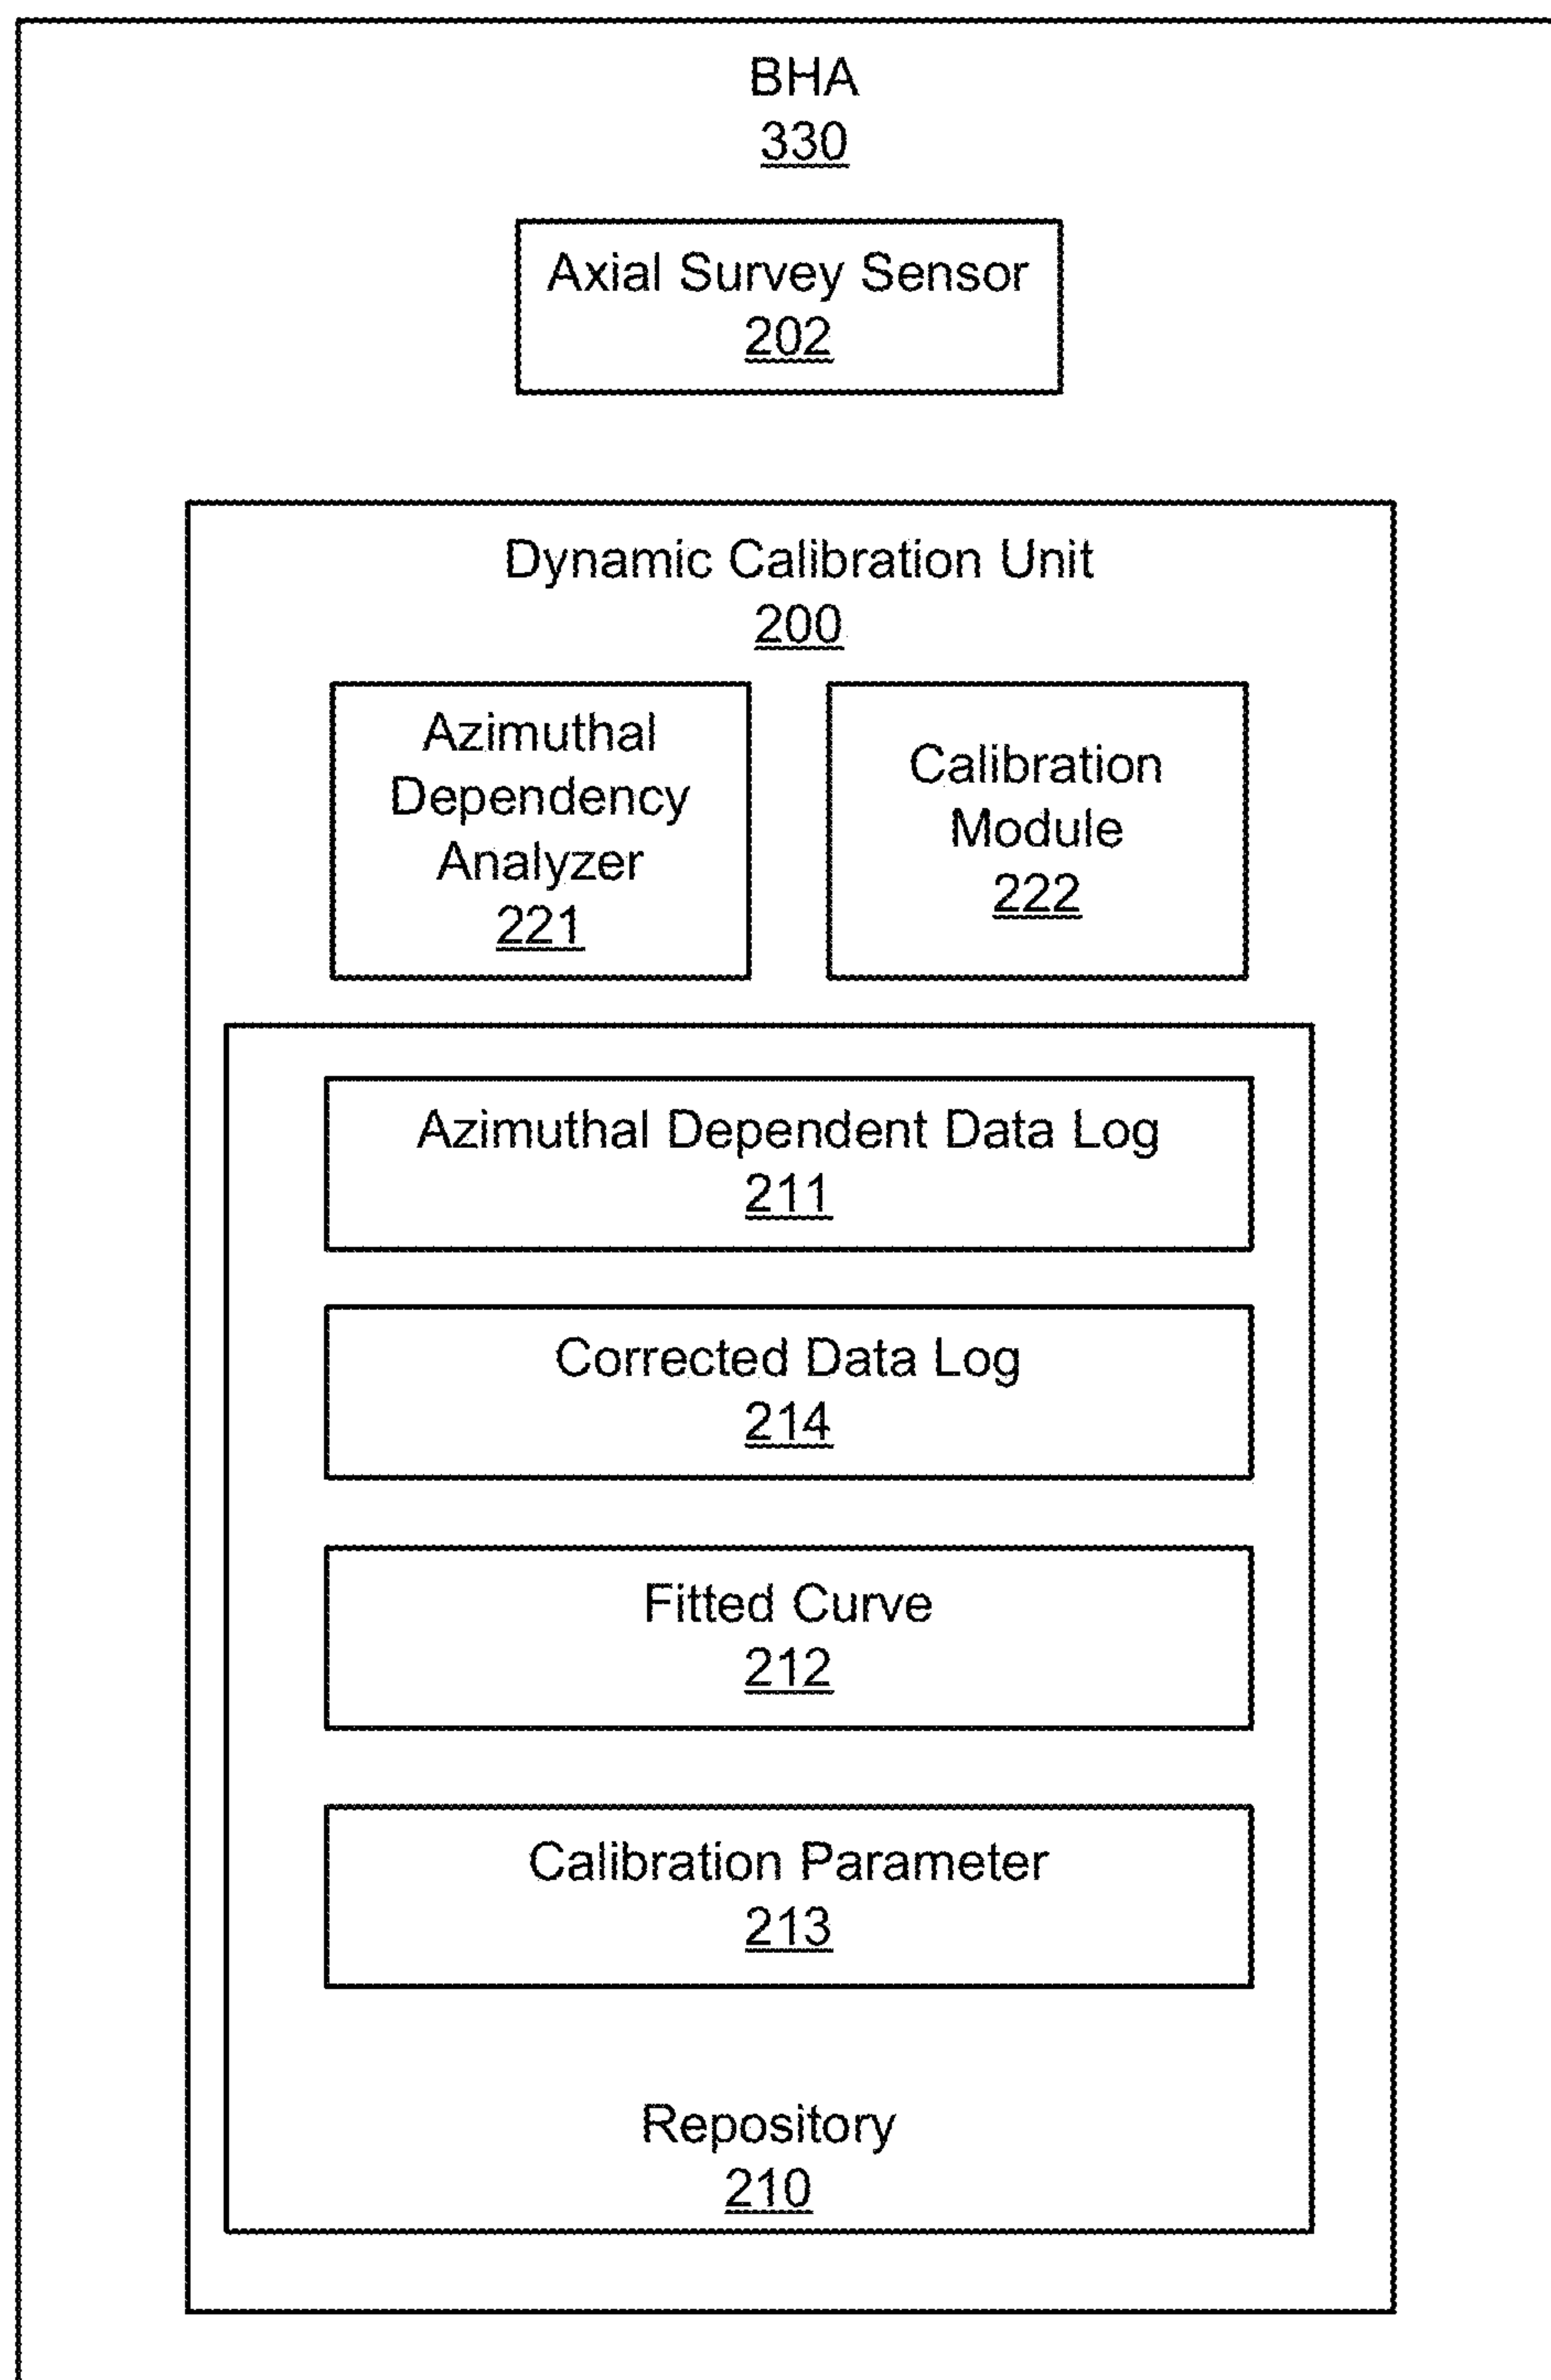 BHA
330
Axial Survey Sensor
202
Dynamic Calibration Unit
200
Azimuthal
Dependency
Analyzer
221
Calibration
Module
222
Azimuthal Dependent Data Log
211
Corrected Data Log
214
Fitted Curve
212
Calibration Parameter
213
Repository
210